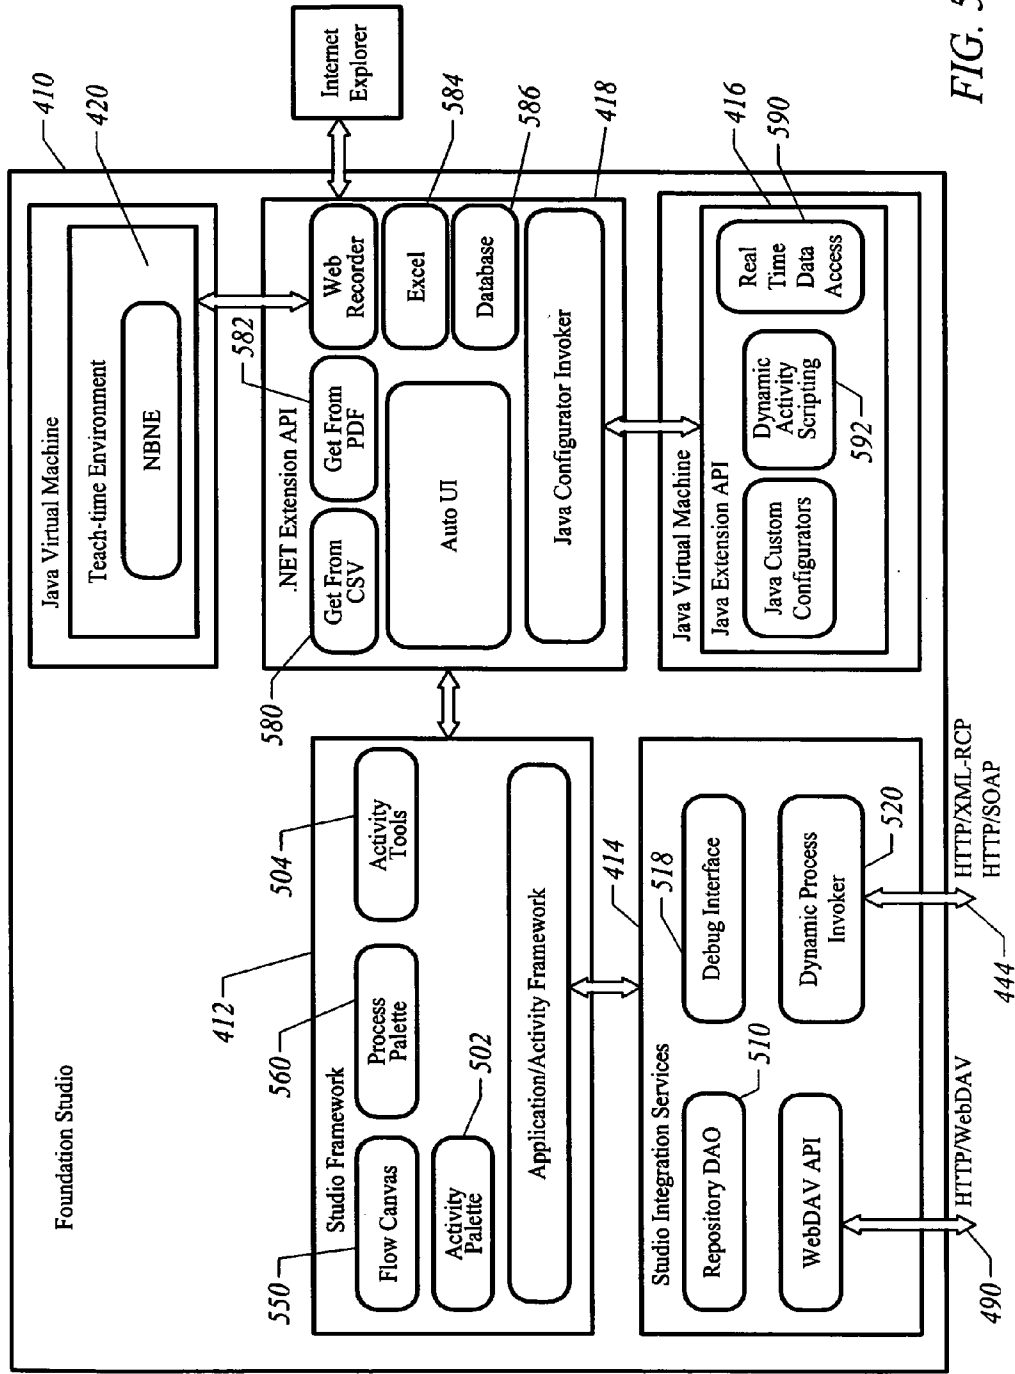 Foundation Studio
410
Java Virtual Machine
Teach-time Environment
NBNE
420
412
Studio Framework
550
Flow Canvas
560
Process
Palette
504
Activity
Tools
Activity
Palette
502
Application/Activity Framework
580
582
.NET Extension API
Get From
CSV
Get From
PDF
Web
Recorder
Internet
Explorer
Auto UI
Excel
584
Database
586
Java Configurator Invoker
418
414
Studio Integration Services
Repository DAO
510
Debug Interface
518
WebDAV API
Dynamic Process
Invoker
520
490
HTTP/WebDAV
444
HTTP/XML-RCP
HTTP/SOAP
Java Virtual Machine
Java Extension API
416
Java Custom
Configurators
Dynamic
Activity
Scripting
592
Real
Time
Data
Access
590
FIG. 5